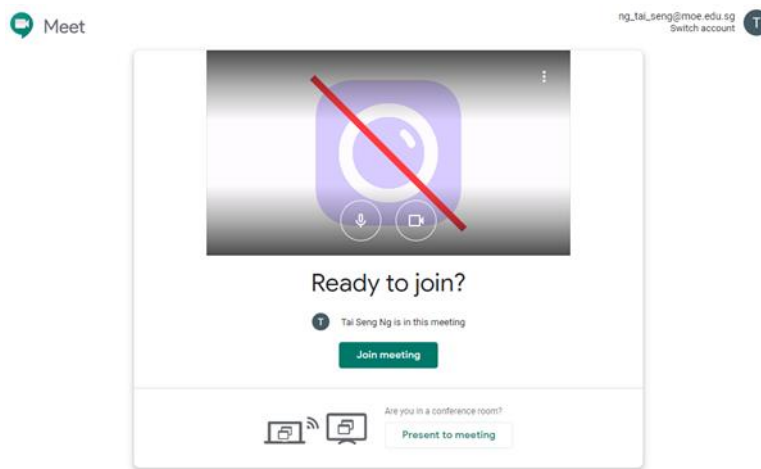 Meet
ng_tai_seng@moe.edu.sg
Switch account
T
Ready to join?
T Tai Seng Ng is in this meeting
Join meeting
Are you in a conference room?
Present to meeting